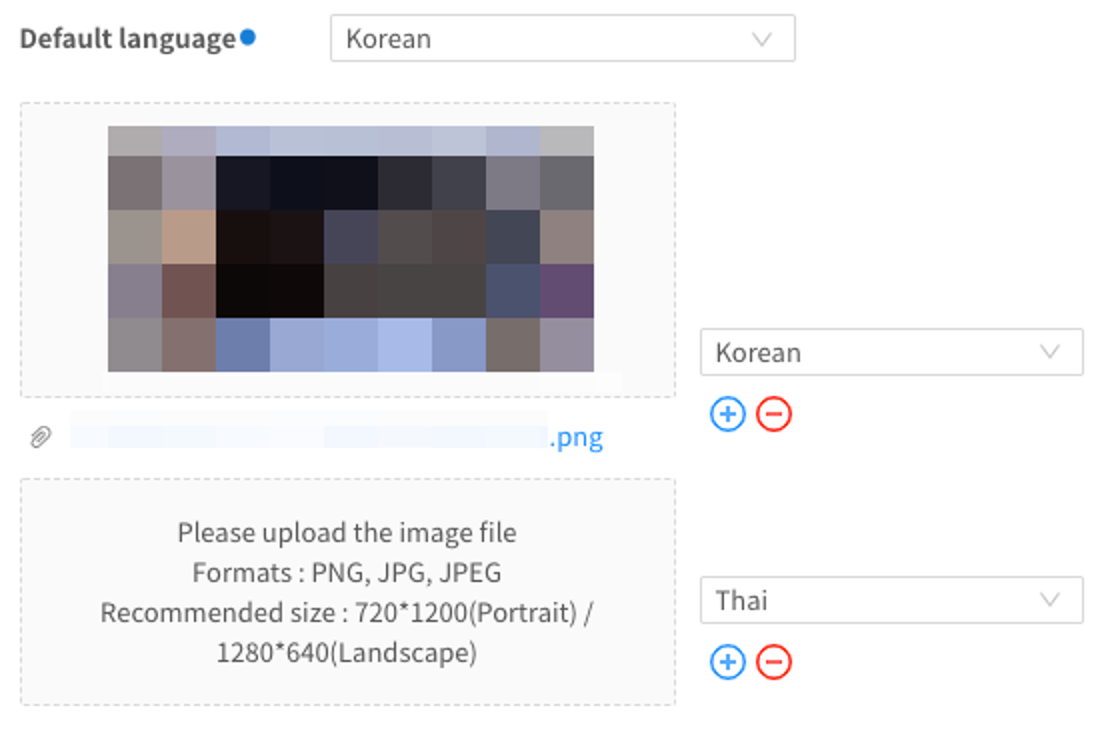 Default language
Korean
Korean
.png
Please upload the image file
Formats : PNG, JPG, JPEG
Recommended size : 720*1200(Portrait) /
1280*640(Landscape)
Thai